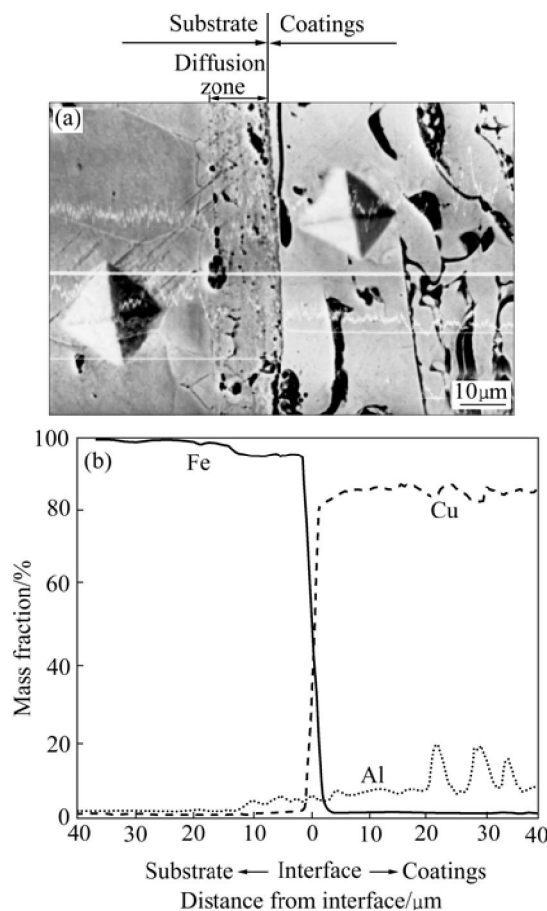 Substrate Coatings
Diffusion
zone
(a)
10μm
100
(b)
Fe
Cu
80
60
Mass fraction/%
40
20
Al
0
40 30 20 10 0 10 20 30 40
Substrate Interface Coatings
Distance from interface/μm